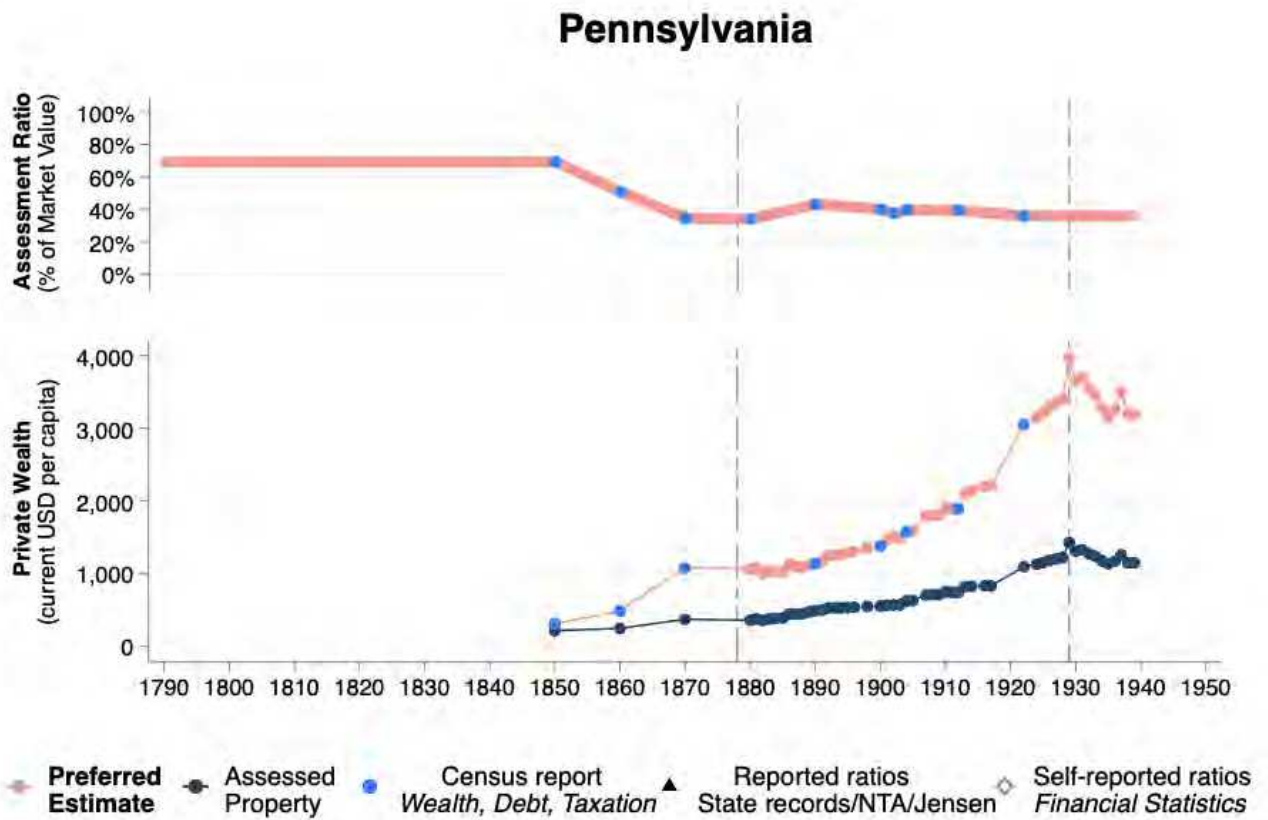 Pennsylvania
Assessment Ratio
(% of Market Value)
100%
80%
60%
40%
20%
0%
Private Wealth
(current USD per capita)
4,000
3,000
2,000
1,000
0
1790 1800 1810 1820 1830 1840 1850 1860 1870 1880 1890 1900 1910 1920 1930 1940 1950
Preferred Estimate
Assessed Property
Census report
Wealth, Debt, Taxation
Reported ratios
State records/NTA/Jensen
Self-reported ratios
Financial Statistics